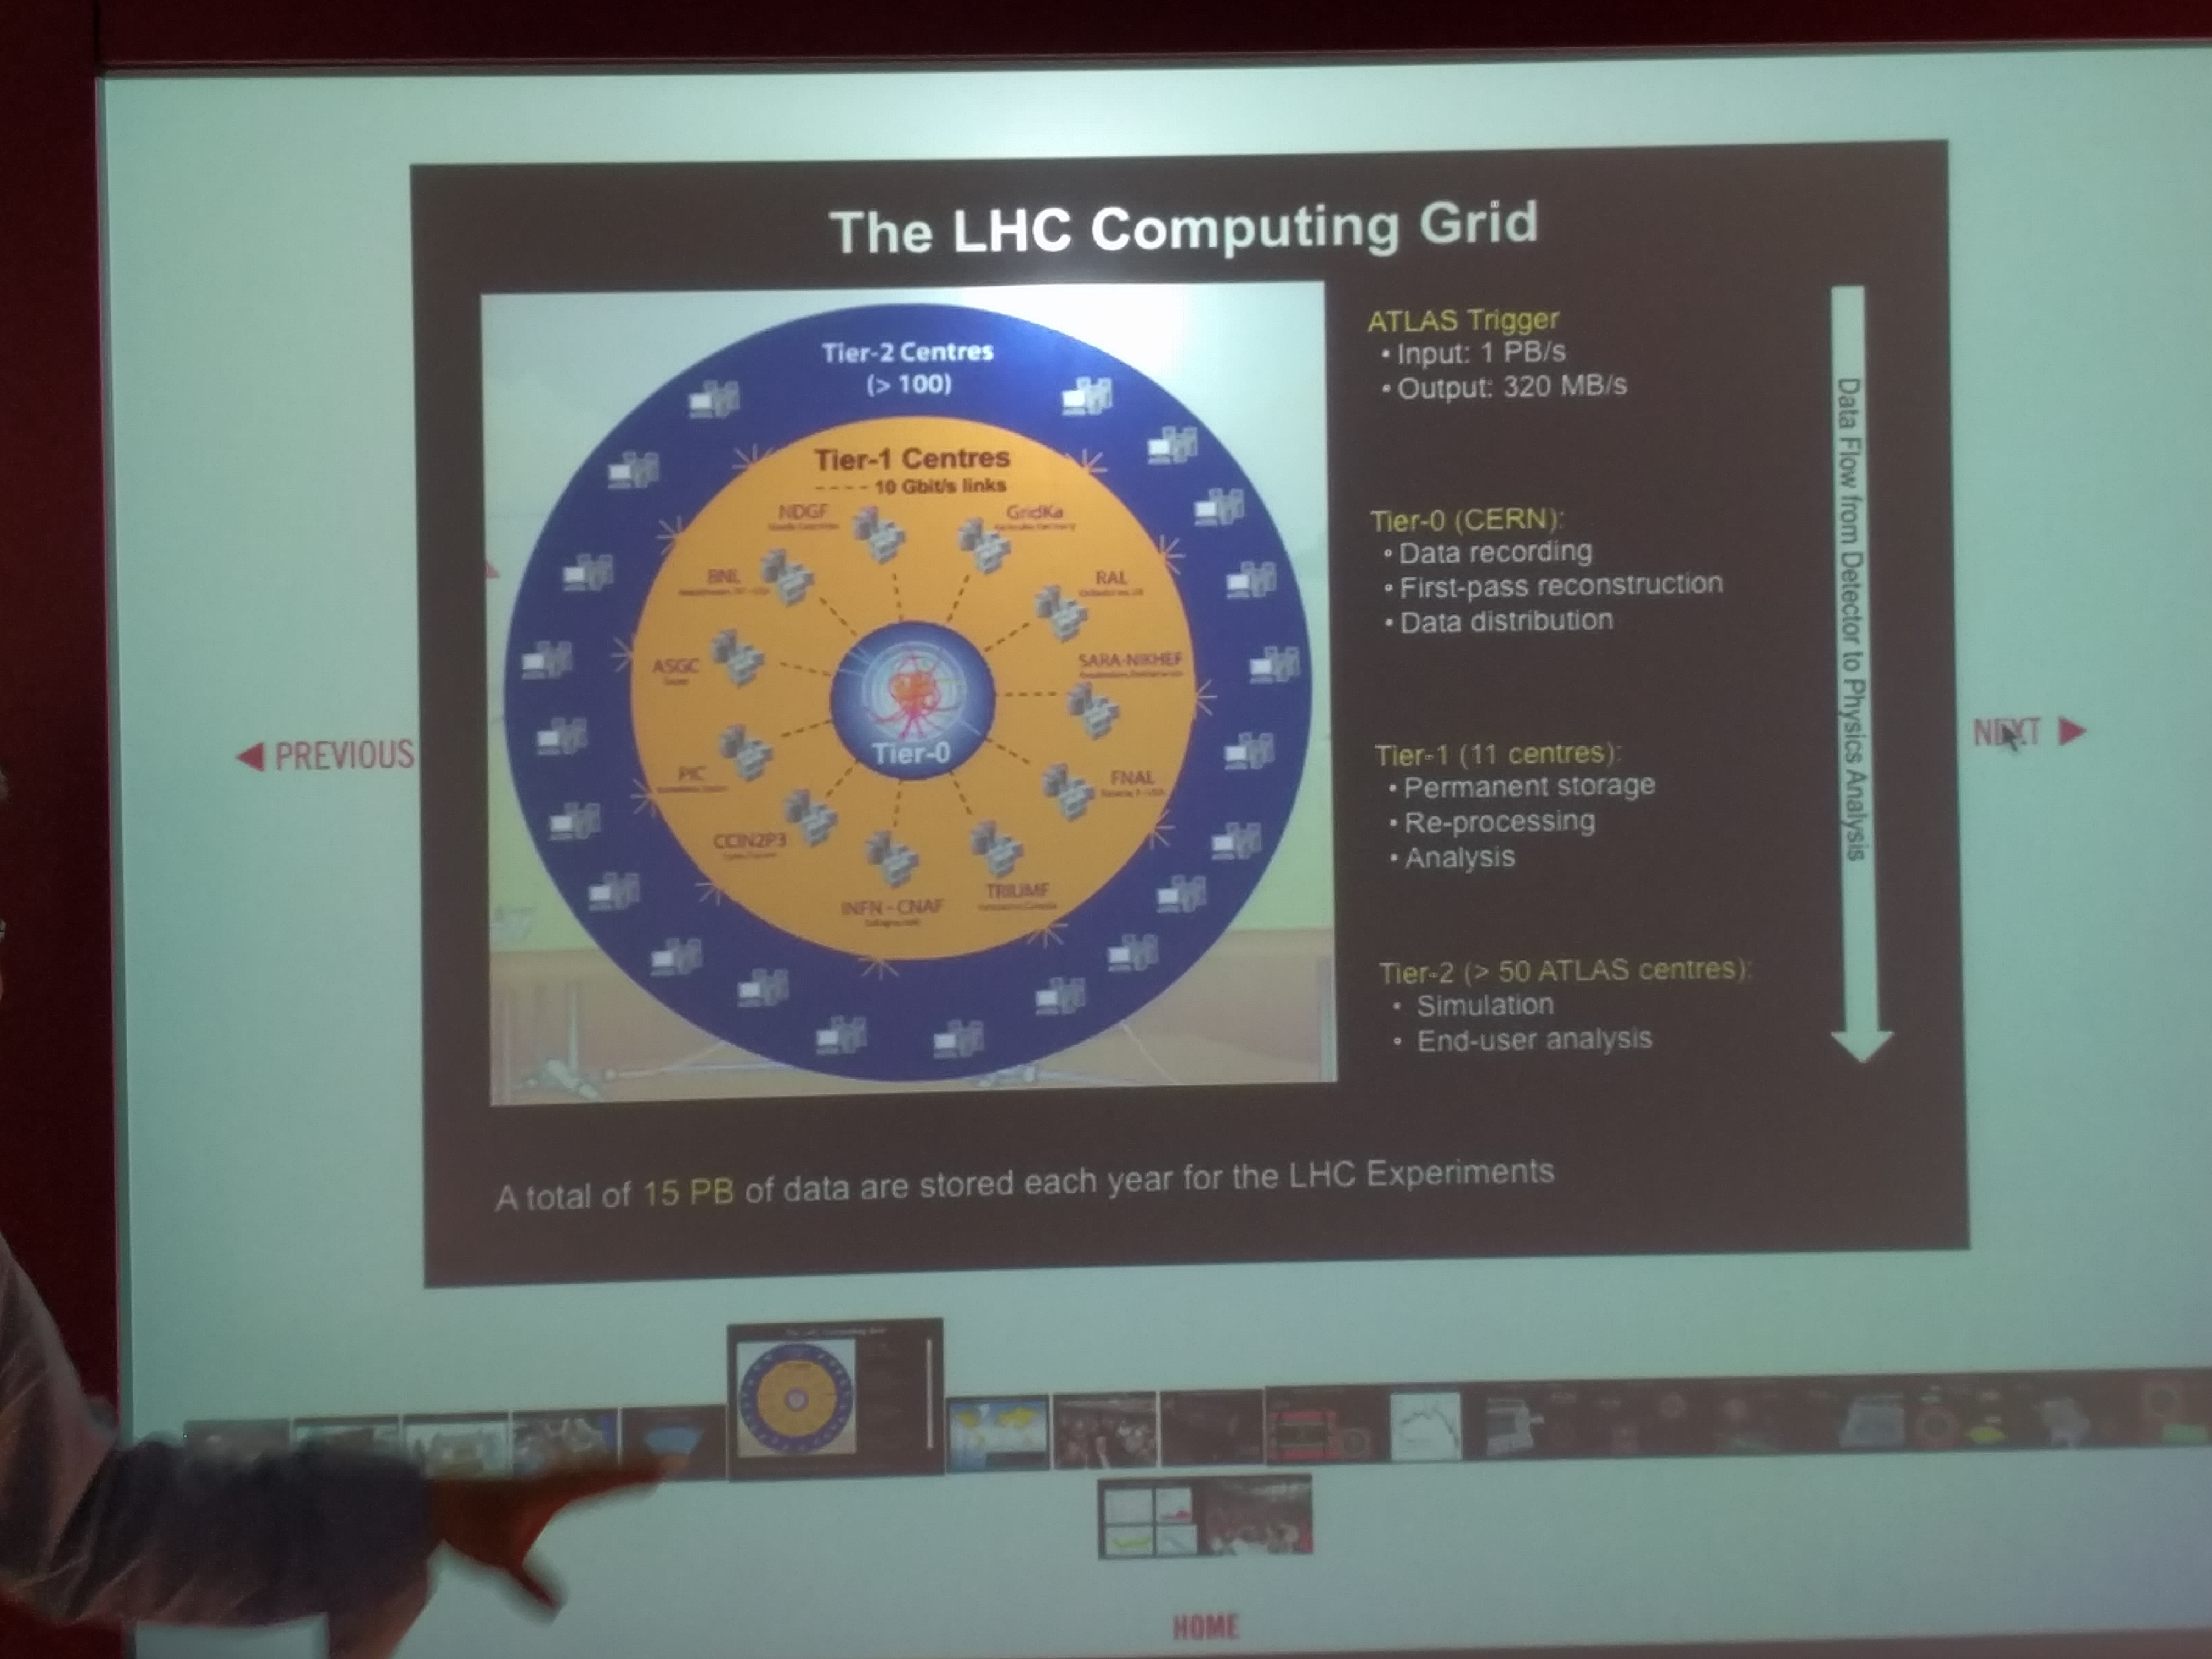 The LHC Computing Grid
Tier-2 Centres
(> 100)
Tier-1 Centres
---- 10 Gbit/s links
NDGF
GridKa
BNL
RAL
ASGC
SARA-NIKHEF
Tier-0
PIC
FNAL
CCIN2P3
TRIUMF
INFN - CNAF
ATLAS Trigger
• Input: 1 PB/s
• Output: 320 MB/s
Tier-0 (CERN):
• Data recording
• First-pass reconstruction
• Data distribution
Tier-1 (11 centres):
• Permanent storage
• Re-processing
• Analysis
Tier-2 (> 50 ATLAS centres):
• Simulation
• End-user analysis
Data Flow from Detector to Physics Analysis
A total of 15 PB of data are stored each year for the LHC Experiments
PREVIOUS
NEXT
HOME